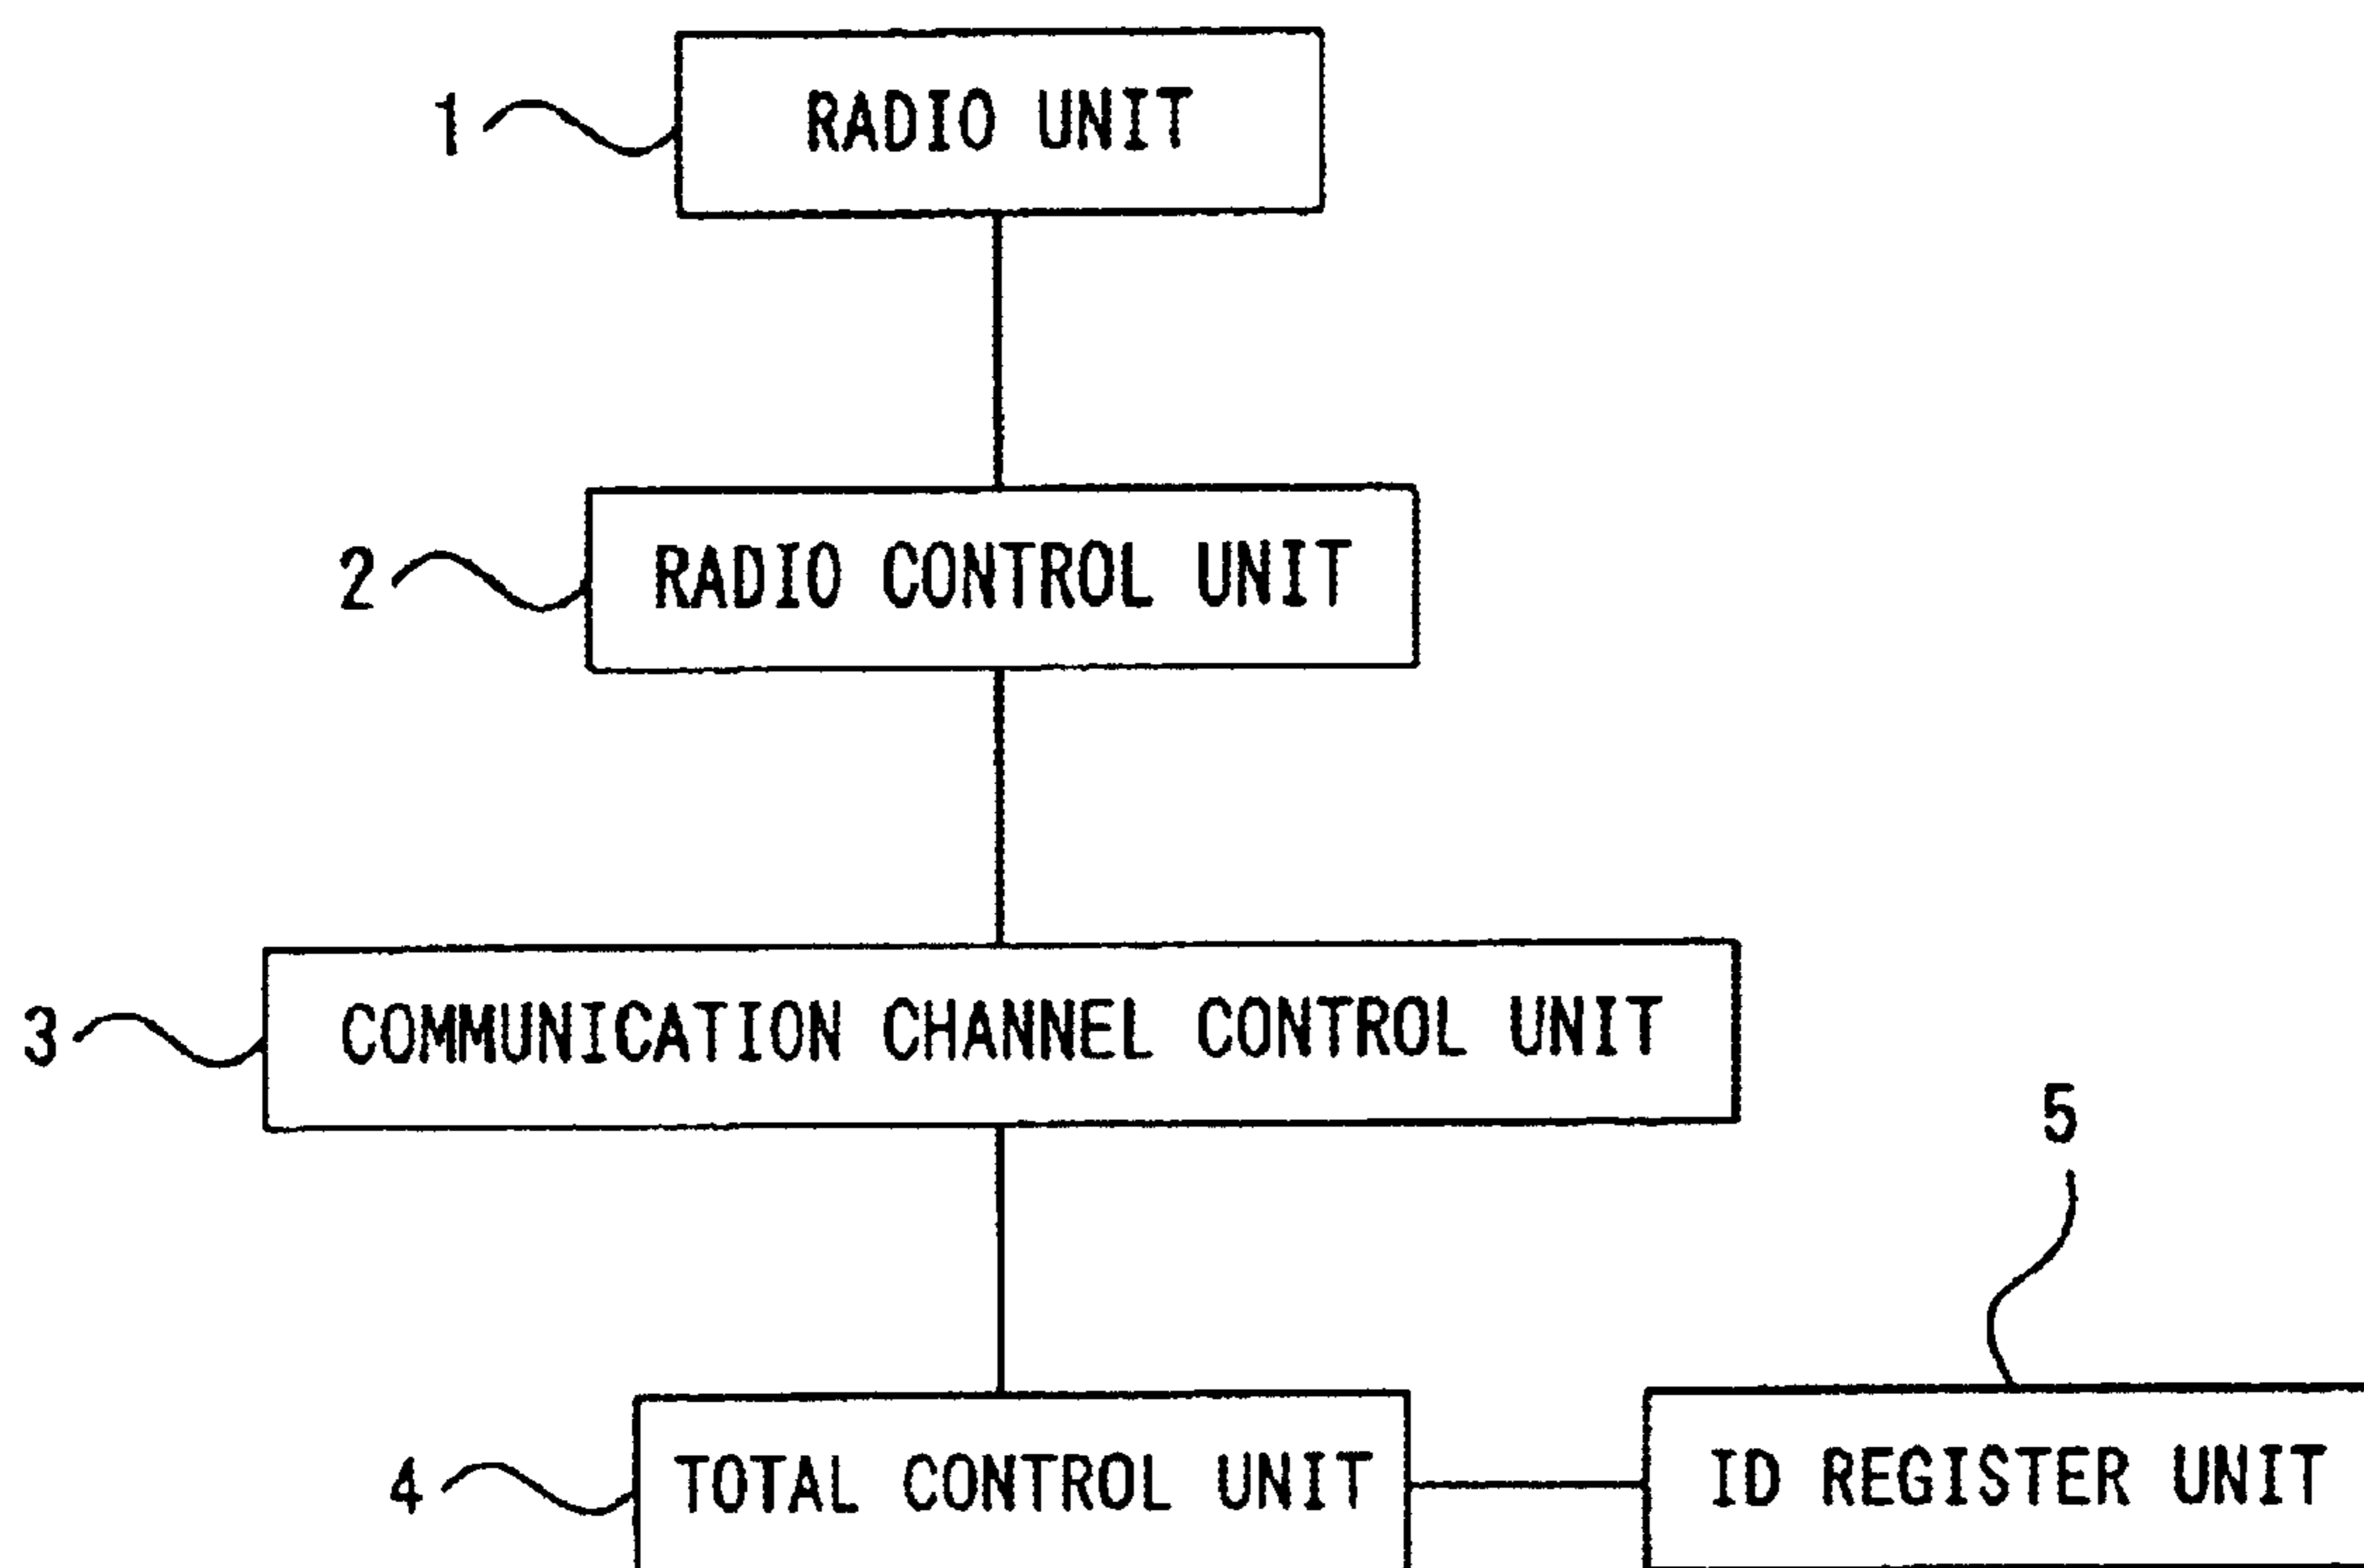 1 RADIO UNIT
2 RADIO CONTROL UNIT
3 COMMUNICATION CHANNEL CONTROL UNIT
5
4 TOTAL CONTROL UNIT ID REGISTER UNIT